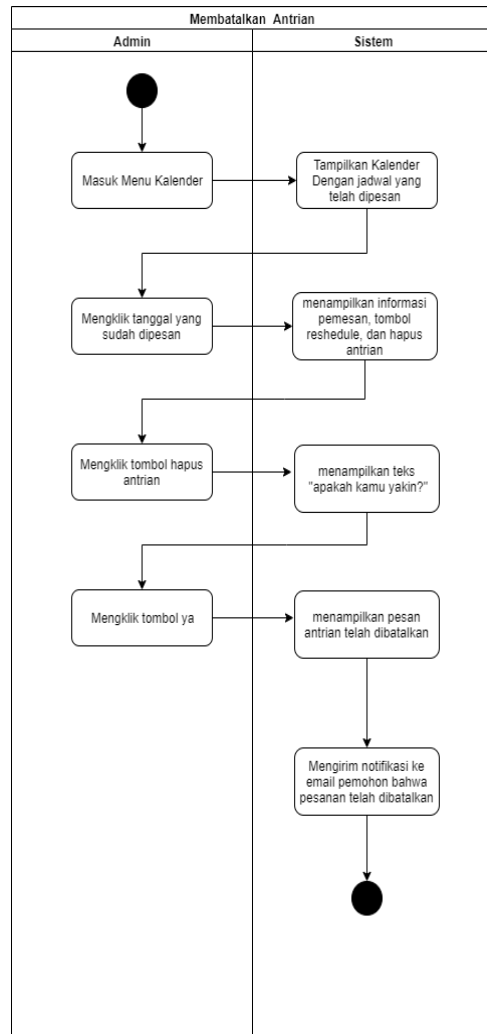 Membatalkan Antrian
Admin
Sistem
Masuk Menu Kalender
Tampilkan Kalender
Dengan jadwal yang
telah dipesan
Mengklik tanggal yang
sudah dipesan
menampilkan informasi
pemesan, tombol
reshedule, dan hapus
antrian
Mengklik tombol hapus
antrian
menampilkan teks
"apakah kamu yakin?"
Mengklik tombol ya
menampilkan pesan
antrian telah dibatalkan
Mengirim notifikasi ke
email pemohon bahwa
pesanan telah dibatalkan